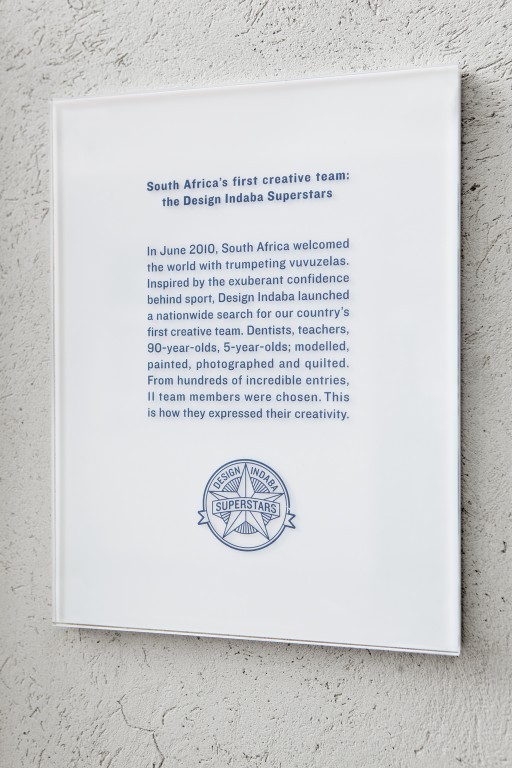 South Africa's first creative team:
the Design Indaba Superstars
In June 2010, South Africa welcomed
the world with trumpeting vuvuzelas.
Inspired by the exuberant confidence
behind sport, Design Indaba launched
a nationwide search for our country's
first creative team. Dentists, teachers,
90-year-olds, 5-year-olds; modelled,
painted, photographed and quilted.
From hundreds of incredible entries,
11 team members were chosen. This
is how they expressed their creativity.
DESIGN INDABA
SUPERSTARS